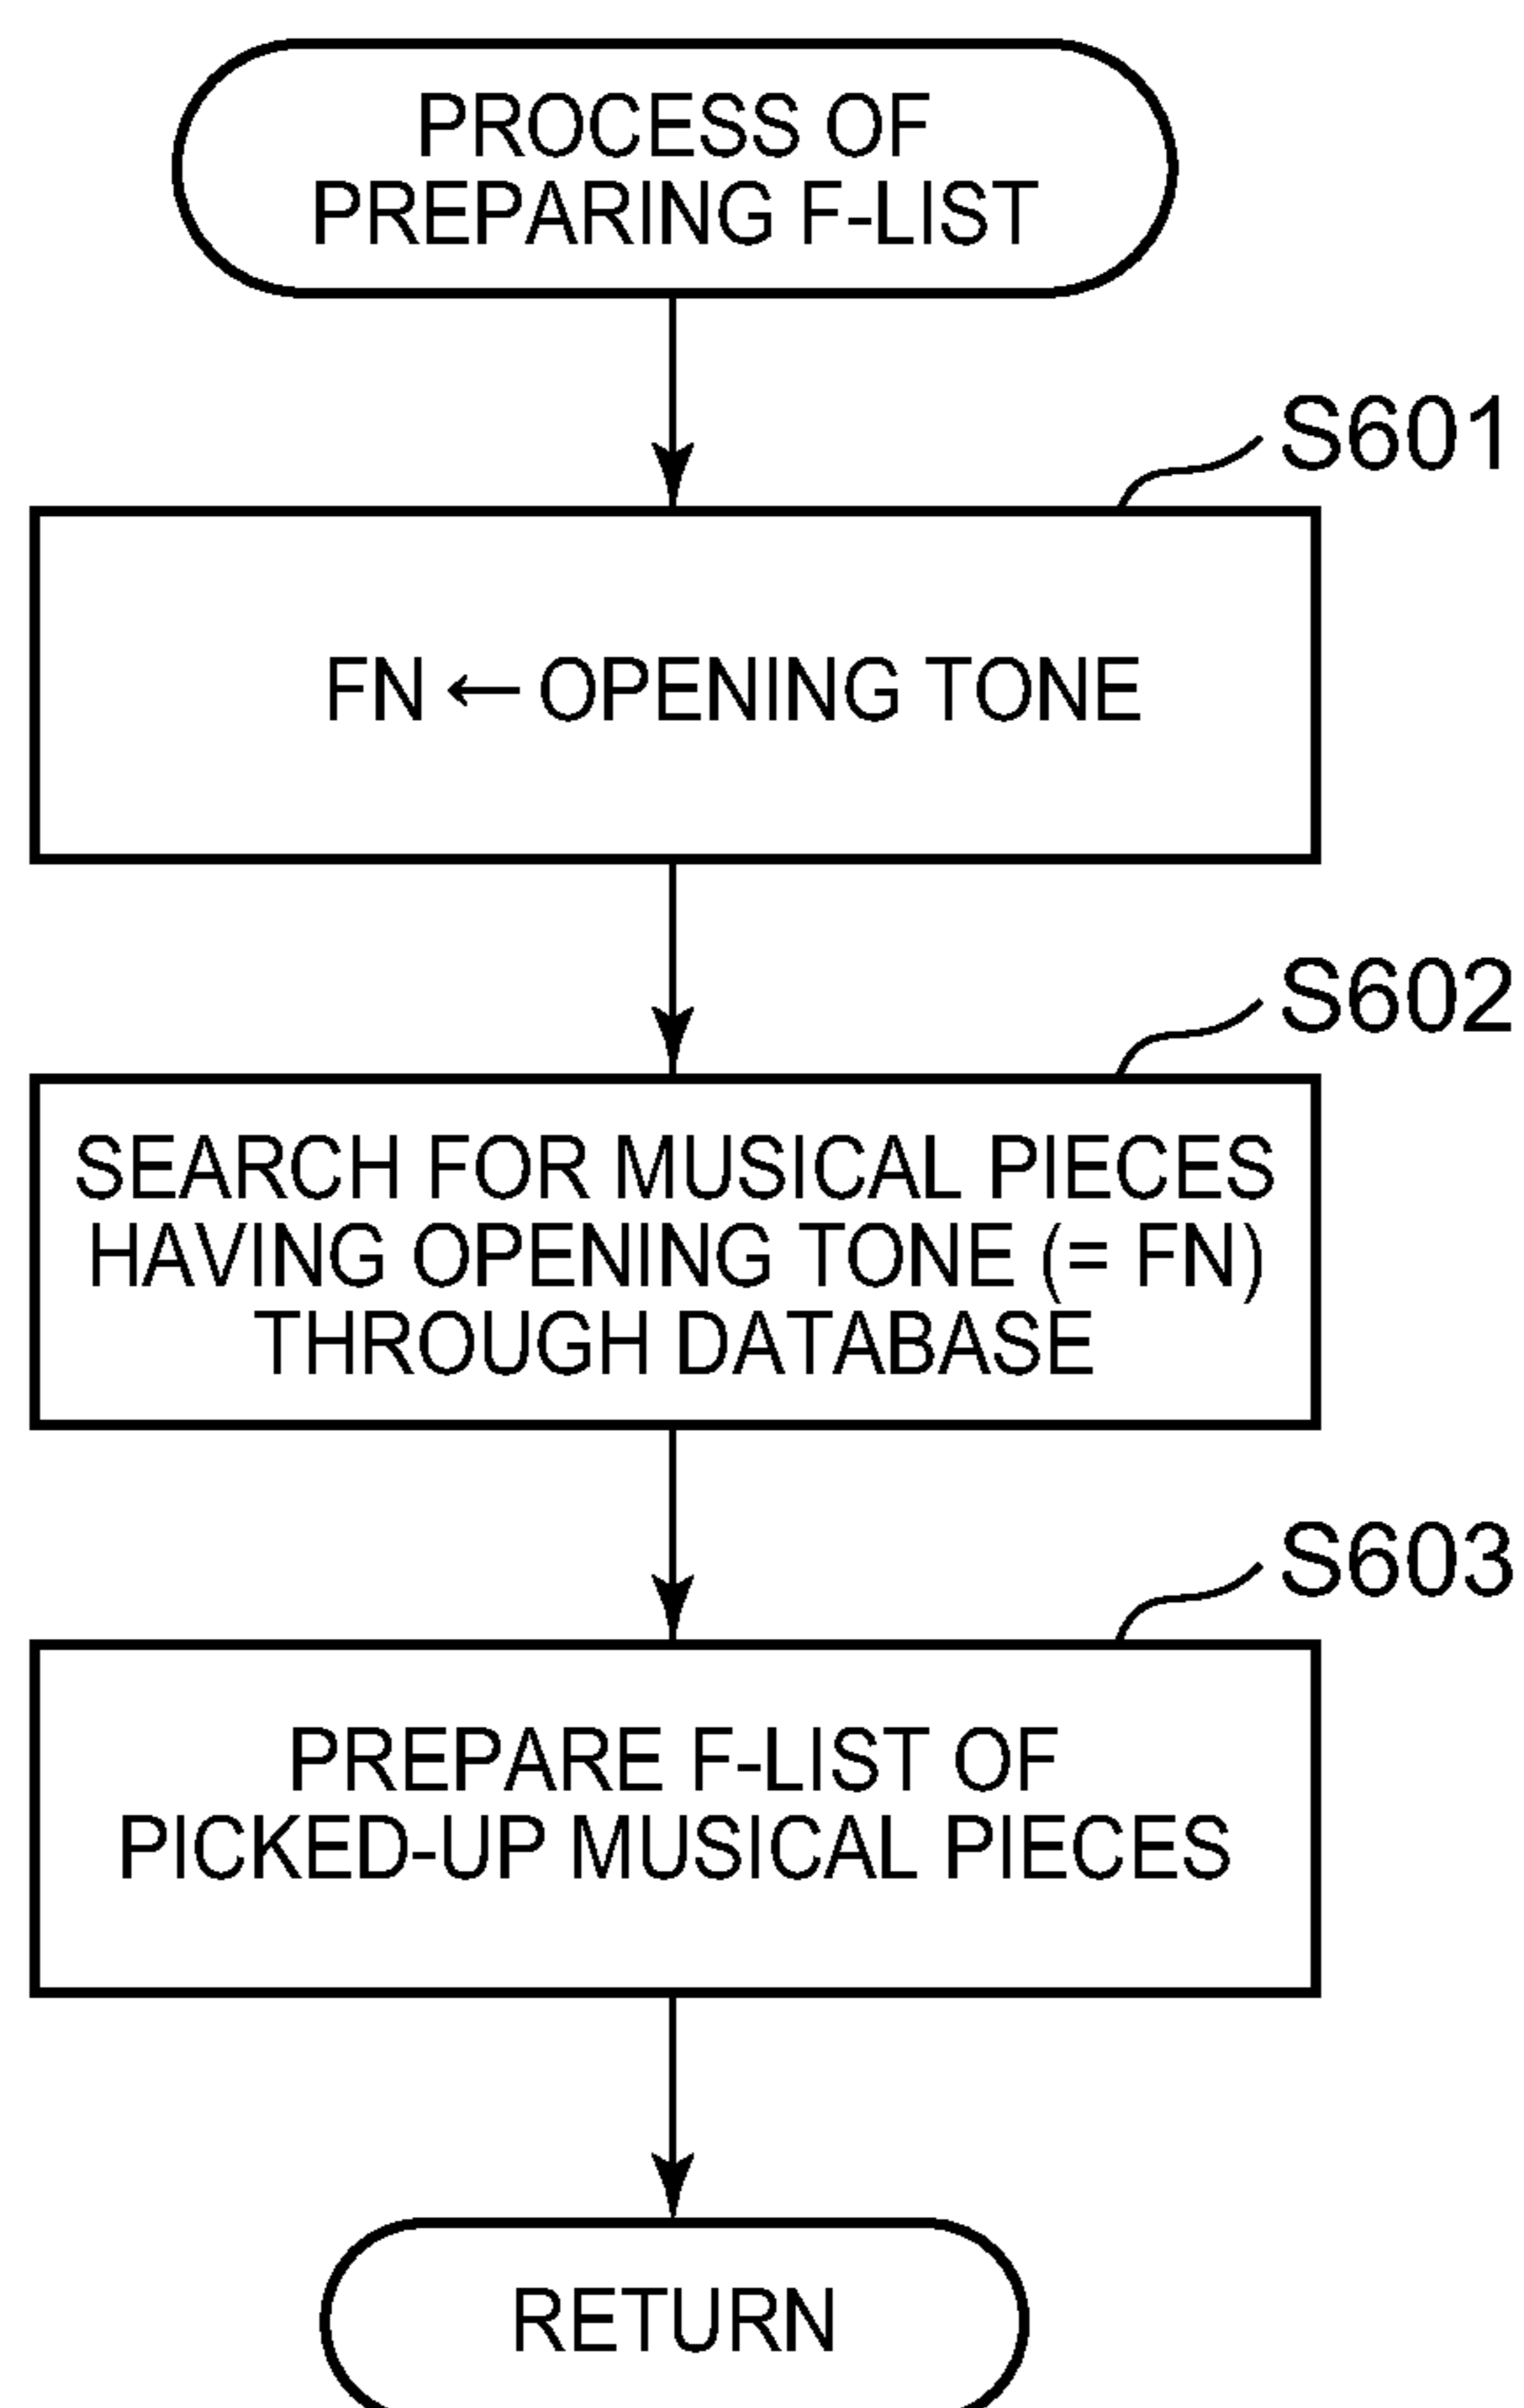 PROCESS OF
PREPARING F-LIST
S601
FN ← OPENING TONE
S602
SEARCH FOR MUSICAL PIECES
HAVING OPENING TONE (= FN)
THROUGH DATABASE
S603
PREPARE F-LIST OF
PICKED-UP MUSICAL PIECES
RETURN